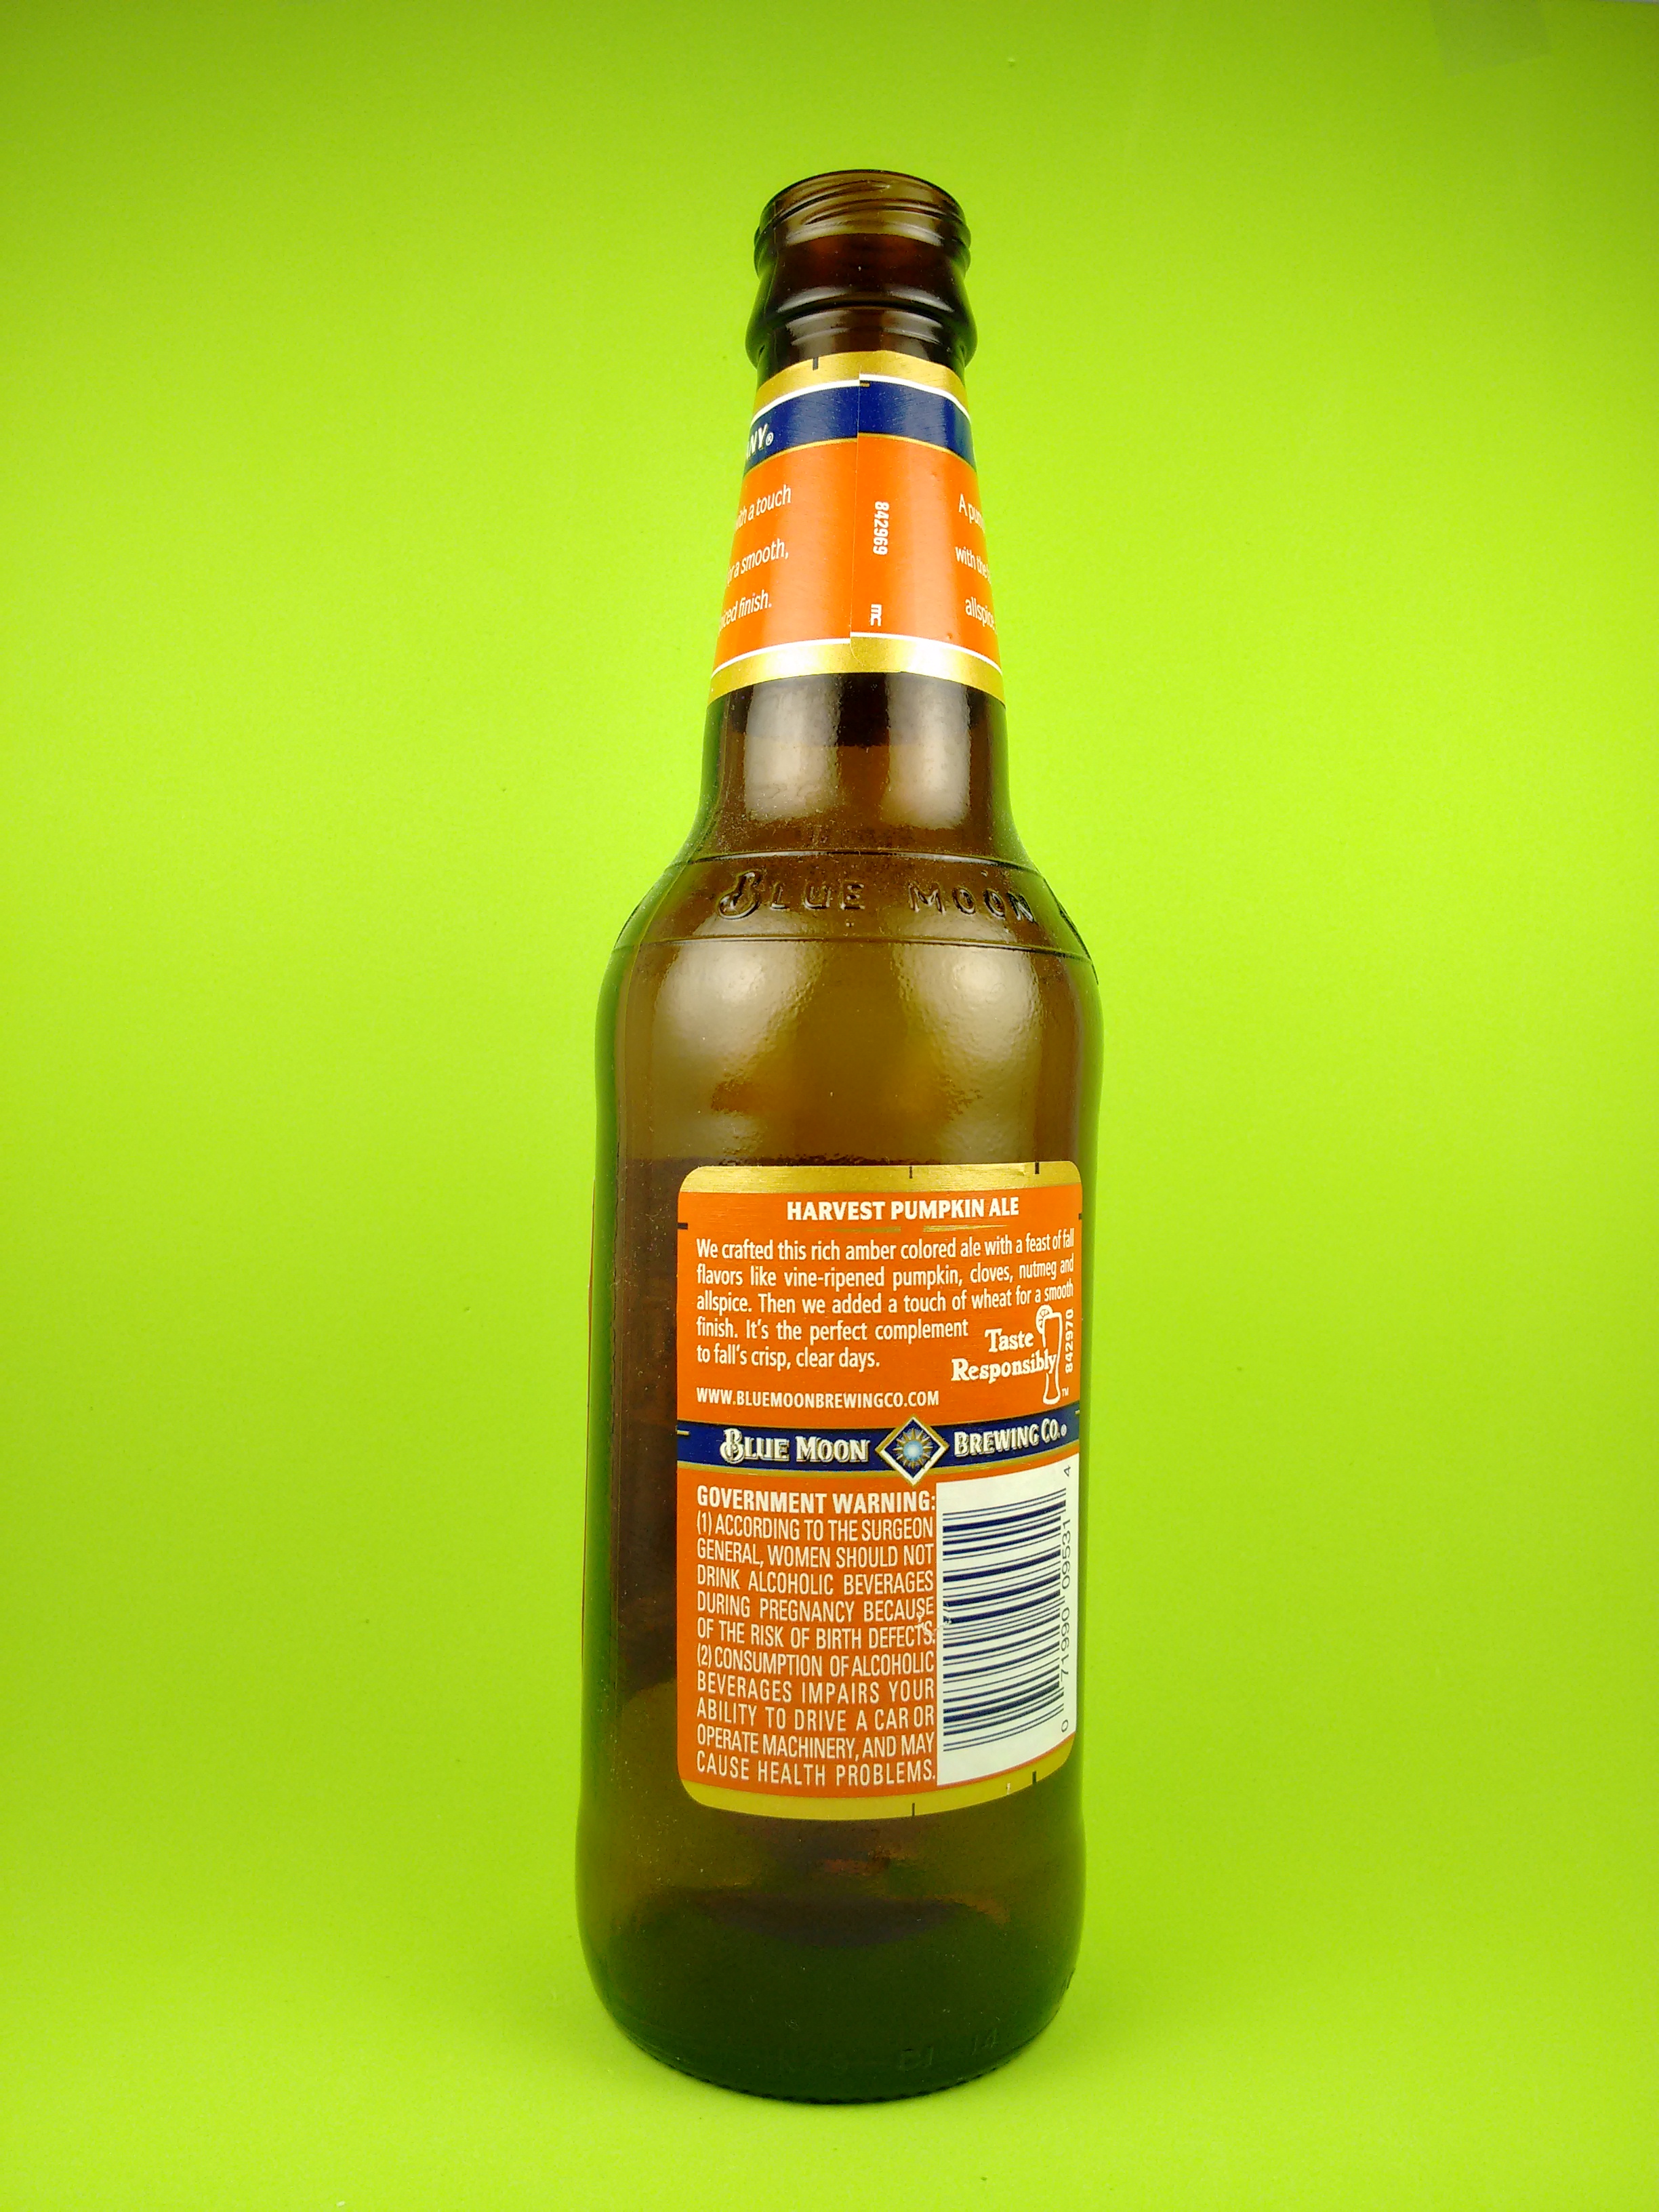 NY®
with a touch
842969
a smooth,
with the
finish.
allspice
mc
BLUE MOON
HARVEST PUMPKIN ALE
We crafted this rich amber colored ale with a feast of fall
flavors like vine-ripened pumpkin, cloves, nutmeg and
allspice. Then we added a touch of wheat for a smooth
finish. It's the perfect complement
to fall's crisp, clear days.
Taste
Responsibly
TM
842970
WWW.BLUEMOONBREWINGCO.COM
BLUE MOON BREWING CO.®
GOVERNMENT WARNING:
(1) ACCORDING TO THE SURGEON
GENERAL, WOMEN SHOULD NOT
DRINK ALCOHOLIC BEVERAGES
DURING PREGNANCY BECAUSE
OF THE RISK OF BIRTH DEFECTS.
(2) CONSUMPTION OF ALCOHOLIC
BEVERAGES IMPAIRS YOUR
ABILITY TO DRIVE A CAR OR
OPERATE MACHINERY, AND MAY
CAUSE HEALTH PROBLEMS.
0 71990 09531 4